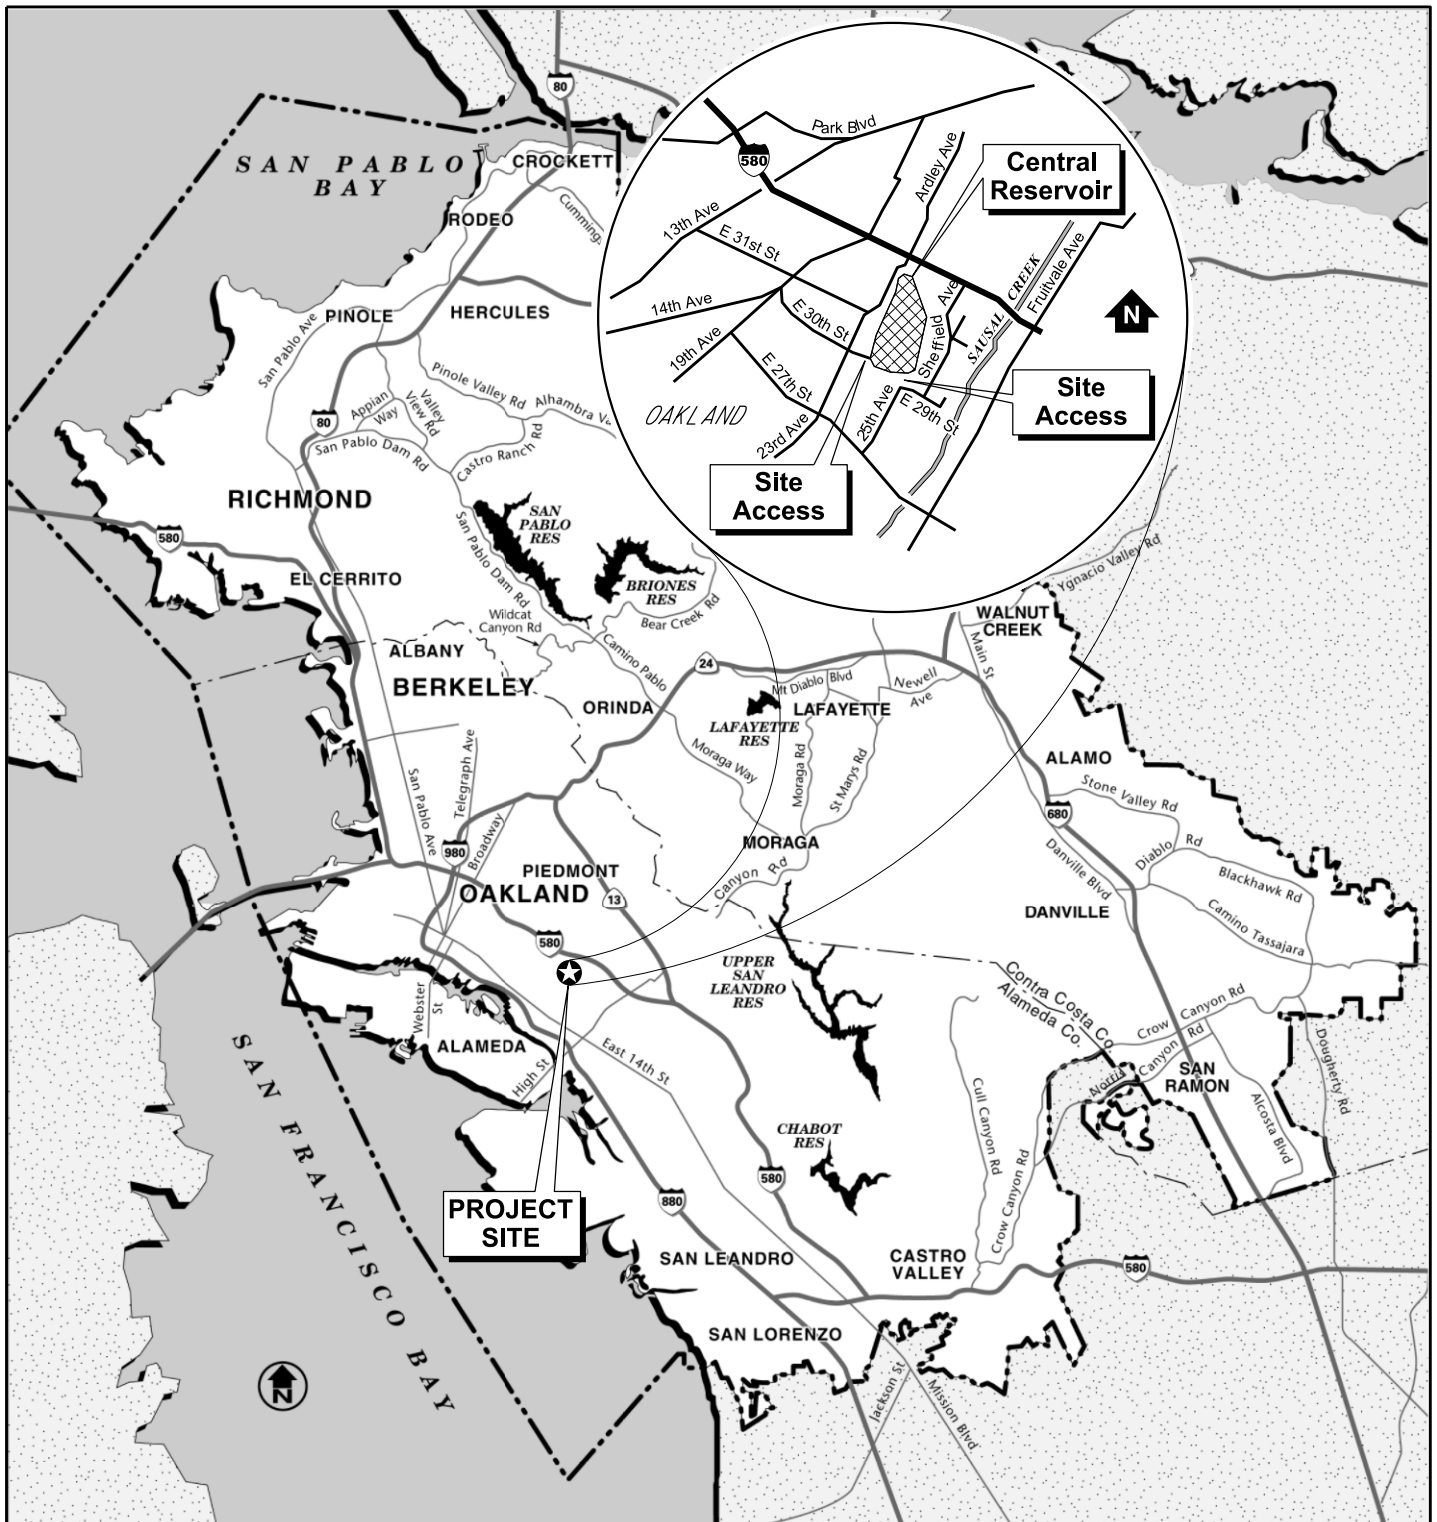 80
SAN PABLO
BAY
CROCKETT
Cummings
RODEO
HERCULES
PINOLE
San Pablo Ave
Park Blvd
580
Ardley Ave
Central
Reservoir
13th Ave
E 31st St
14th Ave
E 30th St
19th Ave
E 27th St
Sheffield Ave
SAUSAL CREEK
Fruitvale Ave
N
OAKLAND
23rd Ave
25th Ave
E 29th St
Site
Access
Site
Access
Pinole Valley Rd
Alhambra Va
Appian
Way
Valley
View Rd
80
San Pablo Dam Rd
Castro Ranch Rd
RICHMOND
580
SAN
PABLO
RES
San Pablo Dam Rd
EL CERRITO
BRIONES
RES
Bear Creek Rd
Wildcat
Canyon Rd
Camino Pablo
ALBANY
BERKELEY
ORINDA
24
Mt Diablo Blvd
Newell
Ave
Main St
WALNUT
CREEK
Ygnacio Valley Rd
LAFAYETTE
LAFAYETTE
RES
Moraga Way
Moraga Rd
St Marys Rd
ALAMO
Stone Valley Rd
680
San Pablo Ave
Telegraph Ave
Broadway
980
MORAGA
Canyon Rd
PIEDMONT
OAKLAND
13
580
Danville Blvd
Diablo Rd
Blackhawk Rd
DANVILLE
Camino Tassajara
UPPER
SAN
LEANDRO
RES
Contra Costa Co.
Alameda Co.
Crow Canyon Rd
Norris Canyon Rd
Dougherty Rd
SAN
RAMON
Alcosta Blvd
Webster
St
ALAMEDA
High St
East 14th St
Cull Canyon Rd
Crow Canyon Rd
CHABOT
RES
580
880
PROJECT
SITE
SAN LEANDRO
CASTRO
VALLEY
580
SAN LORENZO
Jackson St
Mission Blvd
SAN FRANCISCO BAY
N